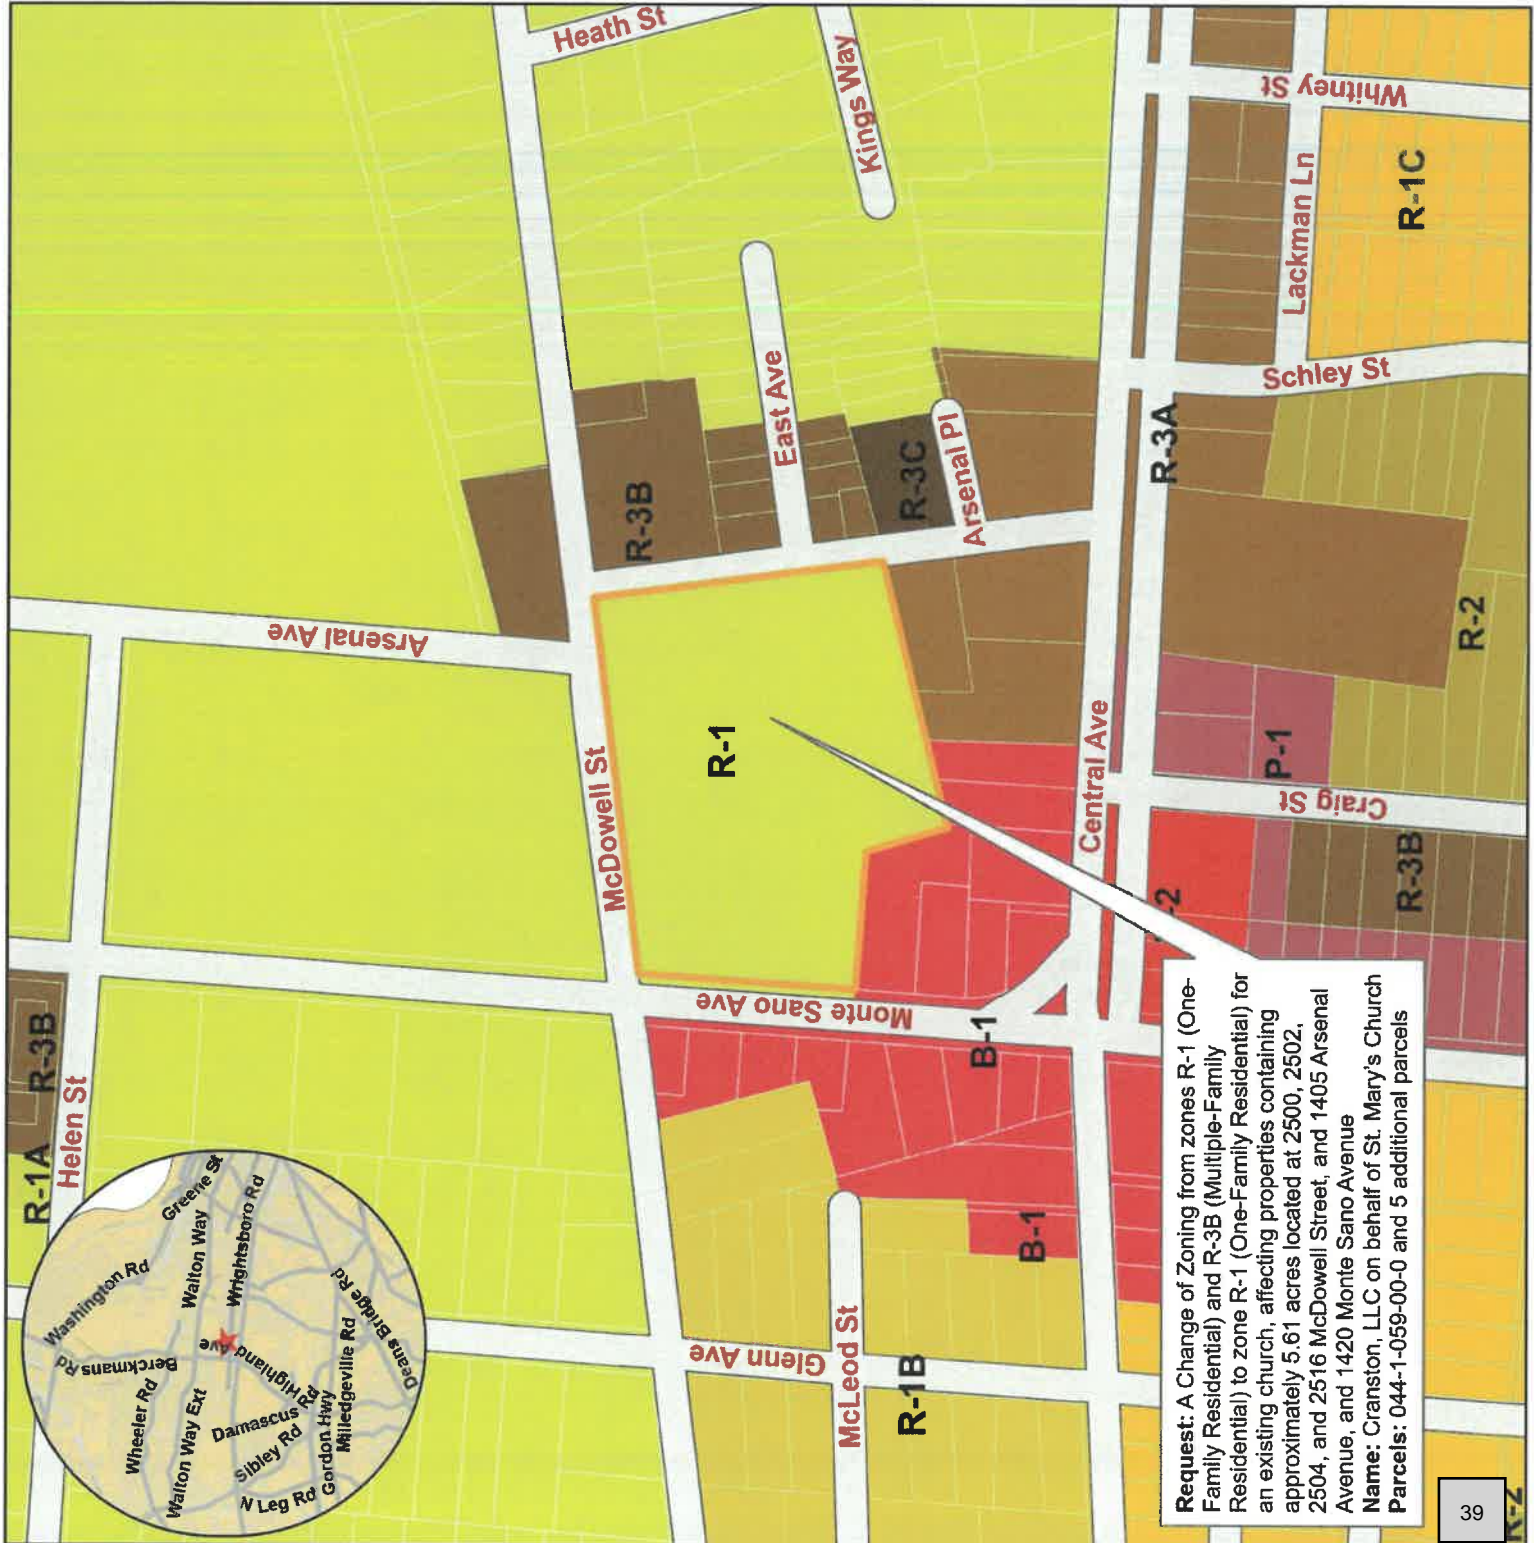 Heath St
Kings Way
Whitney St
Lackman Ln
R-1C
Schley St
East Ave
R-3B
R-3C
Arsenal Pl
R-3A
Arsenal Ave
R-2
R-1
McDowell St
Central Ave
P-1
Craig St
R-3B
-2
Monte Sano Ave
B-1
R-3B
Helen St
R-1A
B-1
Glenn Ave
McLeod St
R-1B
Greene St
Washington Rd
Walton Way
Wrightsboro Rd
Berckmans Rd
Ave
Highland
Deans Bridge Rd
Wheeler Rd
Walton Way Ext
Damascus Rd
Milledgeville Rd
Sibley Rd
Gordon Hwy
N Leg Rd
Request: A Change of Zoning from zones R-1 (One-
Family Residential) and R-3B (Multiple-Family
Residential) to zone R-1 (One-Family Residential) for
an existing church, affecting properties containing
approximately 5.61 acres located at 2500, 2502,
2504, and 2516 McDowell Street, and 1405 Arsenal
Avenue, and 1420 Monte Sano Avenue
Name: Cranston, LLC on behalf of St. Mary's Church
Parcels: 044-1-059-00-0 and 5 additional parcels
39
R-2